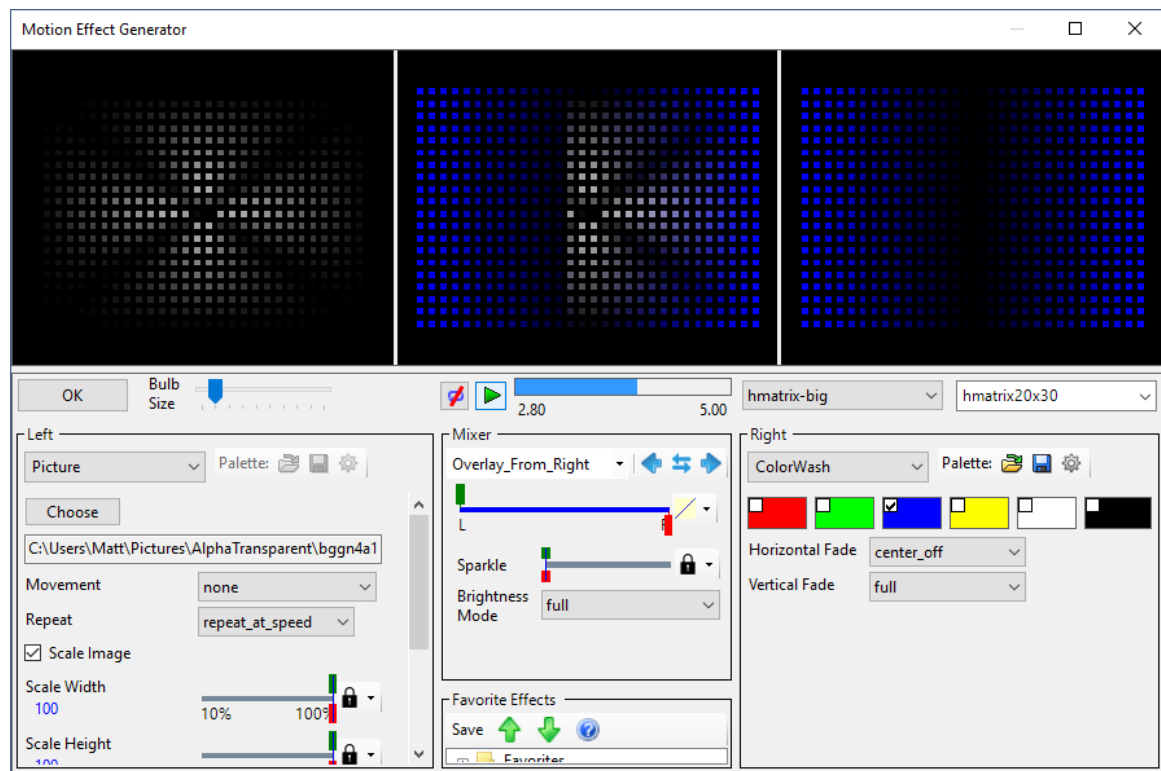 Motion Effect Generator
OK
Bulb Size
2.80
5.00
hmatrix-big
hmatrix20x30
Left
Picture
Palette:
Choose
C:\Users\Matt\Pictures\AlphaTransparent\bggn4a1
Movement
none
Repeat
repeat_at_speed
Scale Image
Scale Width
100
10%
100%
Scale Height
100
Mixer
Overlay_From_Right
L
Sparkle
Brightness Mode
full
Favorite Effects
Save
Favorites
Right
ColorWash
Palette:
Horizontal Fade
center_off
Vertical Fade
full